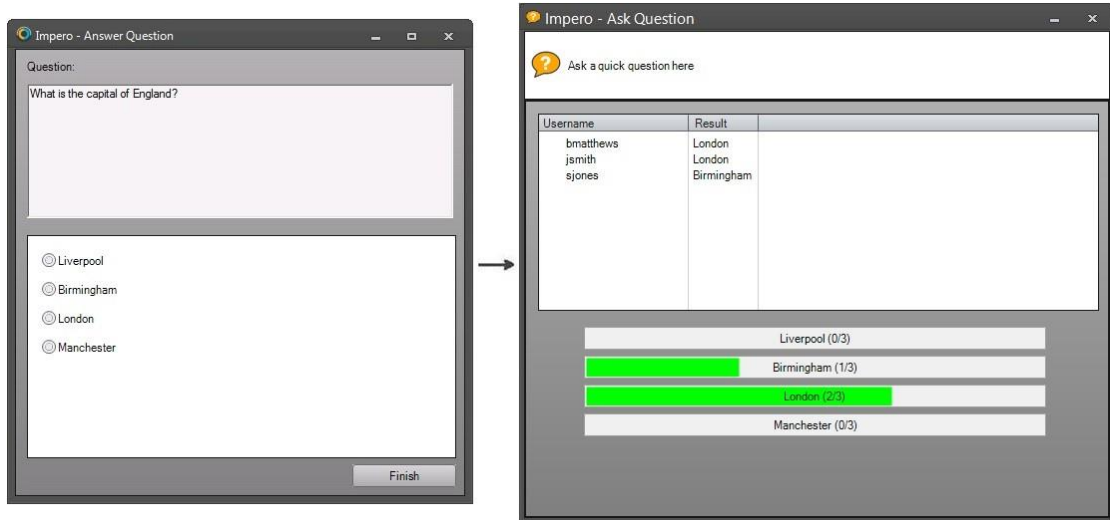 Impero - Answer Question
Question:
What is the capital of England?
Liverpool
Birmingham
London
Manchester
Finish
Impero - Ask Question
Ask a quick question here
Username Result
bmatthews London
jsmith London
sjones Birmingham
Liverpool (0/3)
Birmingham (1/3)
London (2/3)
Manchester (0/3)